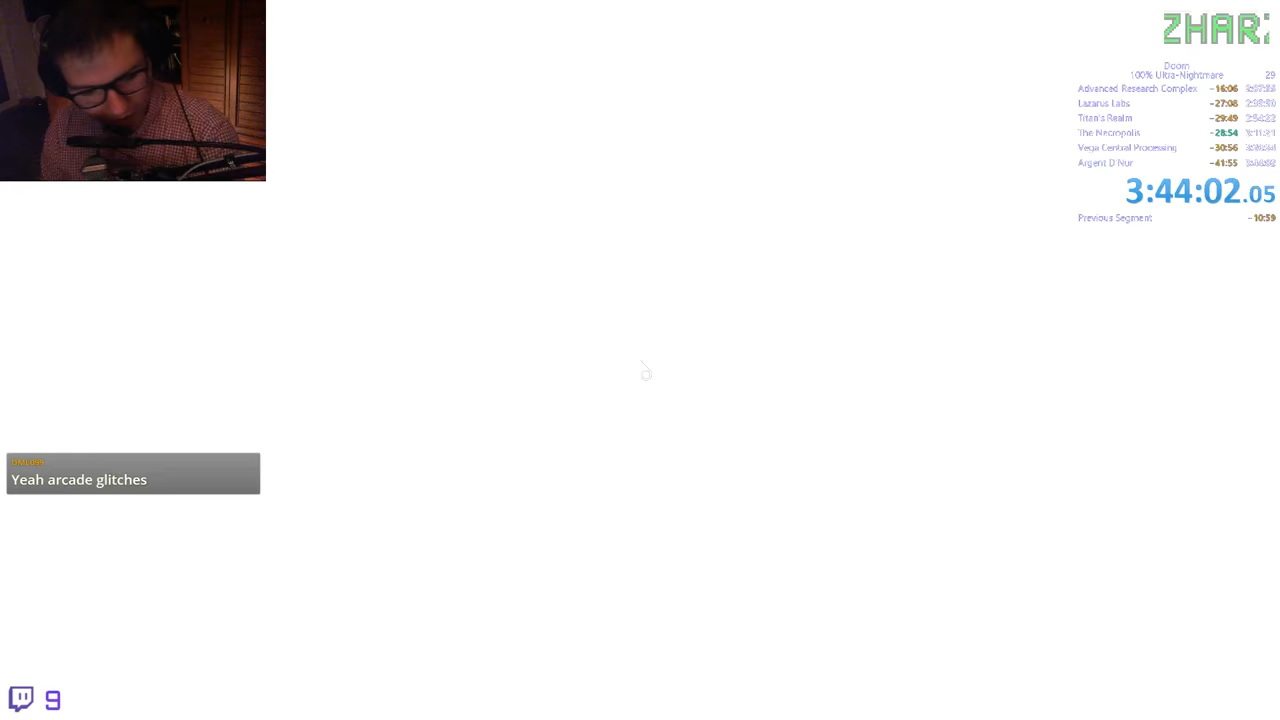 Doom
100% Ultra-Nightmare 29
Advanced Research Complex -16:06
Lazarus Labs -27:08
Titan's Realm -29:49
The Necropolis -28:54
Vega Central Processing -30:56
Argent D'Nur -41:55
3:44:02.05
Previous Segment -10:59
Yeah arcade glitches
9